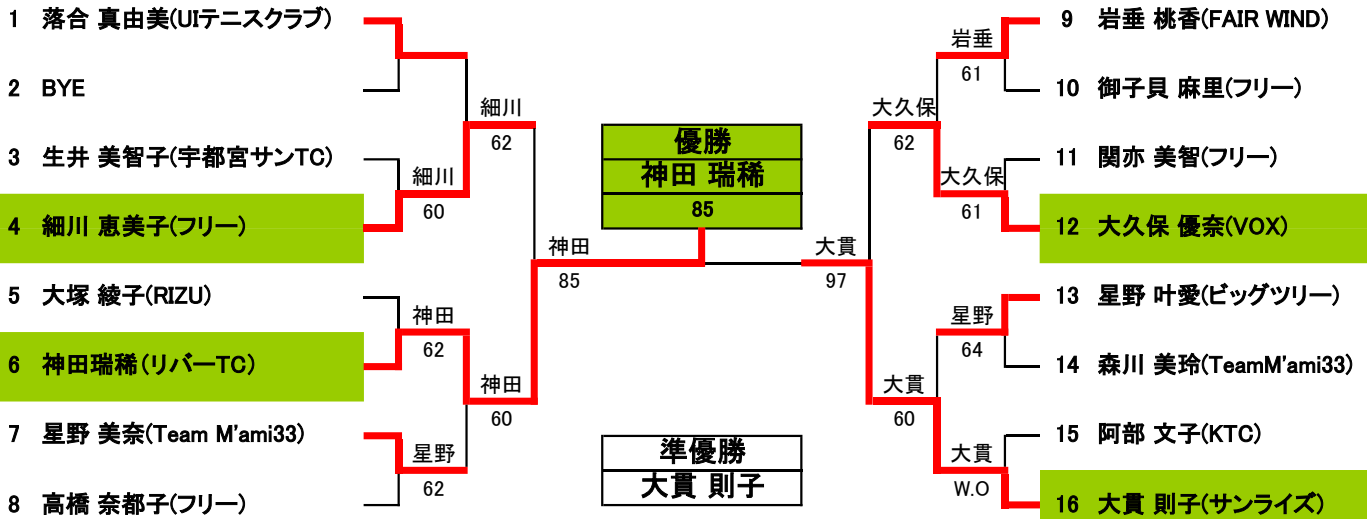 1 落合 真由美(UIテニスクラブ)
2 BYE
3 生井 美智子(宇都宮サンTC)
4 細川 恵美子(フリー)
5 大塚 綾子(RIZU)
6 神田瑞稀(リバーTC)
7 星野 美奈(Team M'ami33)
8 高橋 奈都子(フリー)
細川
60
神田
62
星野
62
細川
62
神田
60
神田
85
優勝
神田 瑞稀
85
準優勝
大貫 則子
大貫
97
大久保
62
大貫
60
岩垂
61
大久保
61
星野
64
大貫
W.O
9 岩垂 桃香(FAIR WIND)
10 御子貝 麻里(フリー)
11 関亦 美智(フリー)
12 大久保 優奈(VOX)
13 星野 叶愛(ビッグツリー)
14 森川 美玲(TeamM'ami33)
15 阿部 文子(KTC)
16 大貫 則子(サンライズ)